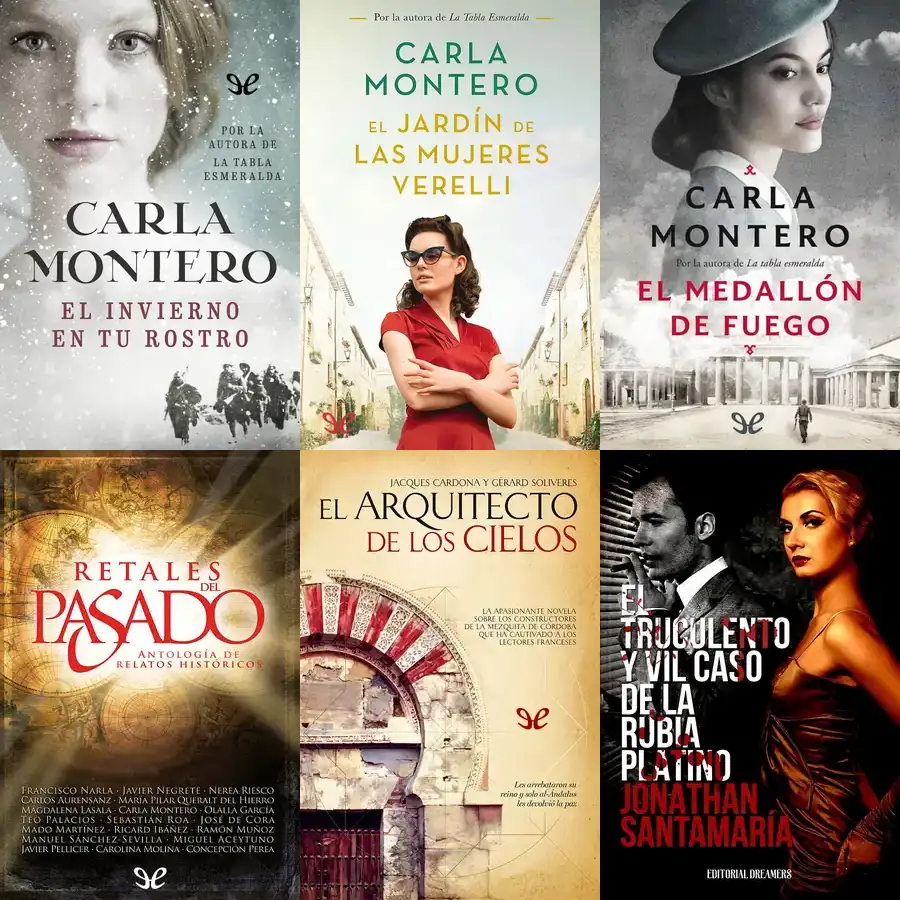 POR LA
AUTORA DE
LA TABLA
ESMERALDA
CARLA
MONTERO
EL INVIERNO
EN TU ROSTRO
Por la autora de La Tabla Esmeralda
CARLA
MONTERO
EL JARDÍN DE
LAS MUJERES
VERELLI
CARLA
MONTERO
Por la autora de La tabla esmeralda
EL MEDALLÓN
DE FUEGO
RETALES
DEL
PASADO
ANTOLOGÍA DE
RELATOS HISTÓRICOS
FRANCISCO NARLA · JAVIER NEGRETE · NEREA RIESCO
CARLOS AURENSANZ · MARÍA PILAR QUERALT DEL HIERRO
MAGDALENA LASALA · CARLA MONTERO · OLALLA GARCÍA
TEO PALACIOS · SEBASTIÁN ROA · JOSÉ DE CORA
MADO MARTÍNEZ · RICARD IBÁÑEZ · RAMÓN MUÑOZ
MANUEL SÁNCHEZ-SEVILLA · MIGUEL ACEYTUNO
JAVIER PELLICER · CAROLINA MOLINA · CONCEPCIÓN PEREA
JACQUES CARDONA Y GÉRARD SOLIVERES
EL ARQUITECTO
DE LOS CIELOS
LA APASIONANTE NOVELA
SOBRE LOS CONSTRUCTORES
DE LA MEZQUITA DE CÓRDOBA
QUE HA CAUTIVADO A LOS
LECTORES FRANCESES
Les arrebataron su
reino y solo al-Ándalus
les devolvió la paz
EL
TRUCULENTO
Y VIL CASO
DE LA
RUBIA
PLATINO
JONATHAN
SANTAMARÍA
EDITORIAL DREAMERS